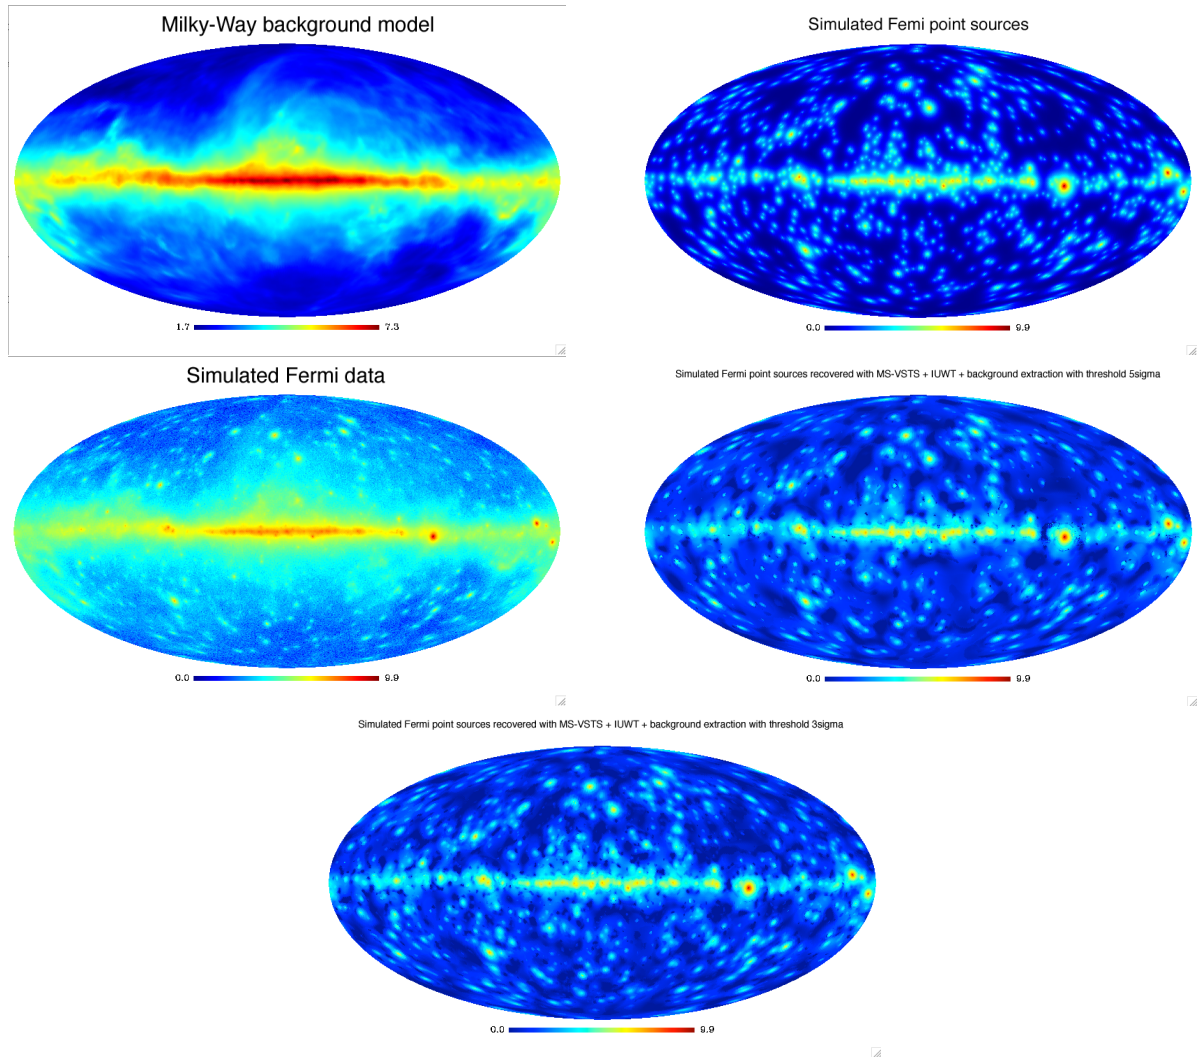 Milky-Way background model
1.7 7.3
Simulated Femi point sources
0.0 9.9
Simulated Fermi data
0.0 9.9
Simulated Fermi point sources recovered with MS-VSTS + IUWT + background extraction with threshold 5sigma
0.0 9.9
Simulated Fermi point sources recovered with MS-VSTS + IUWT + background extraction with threshold 3sigma
0.0 9.9